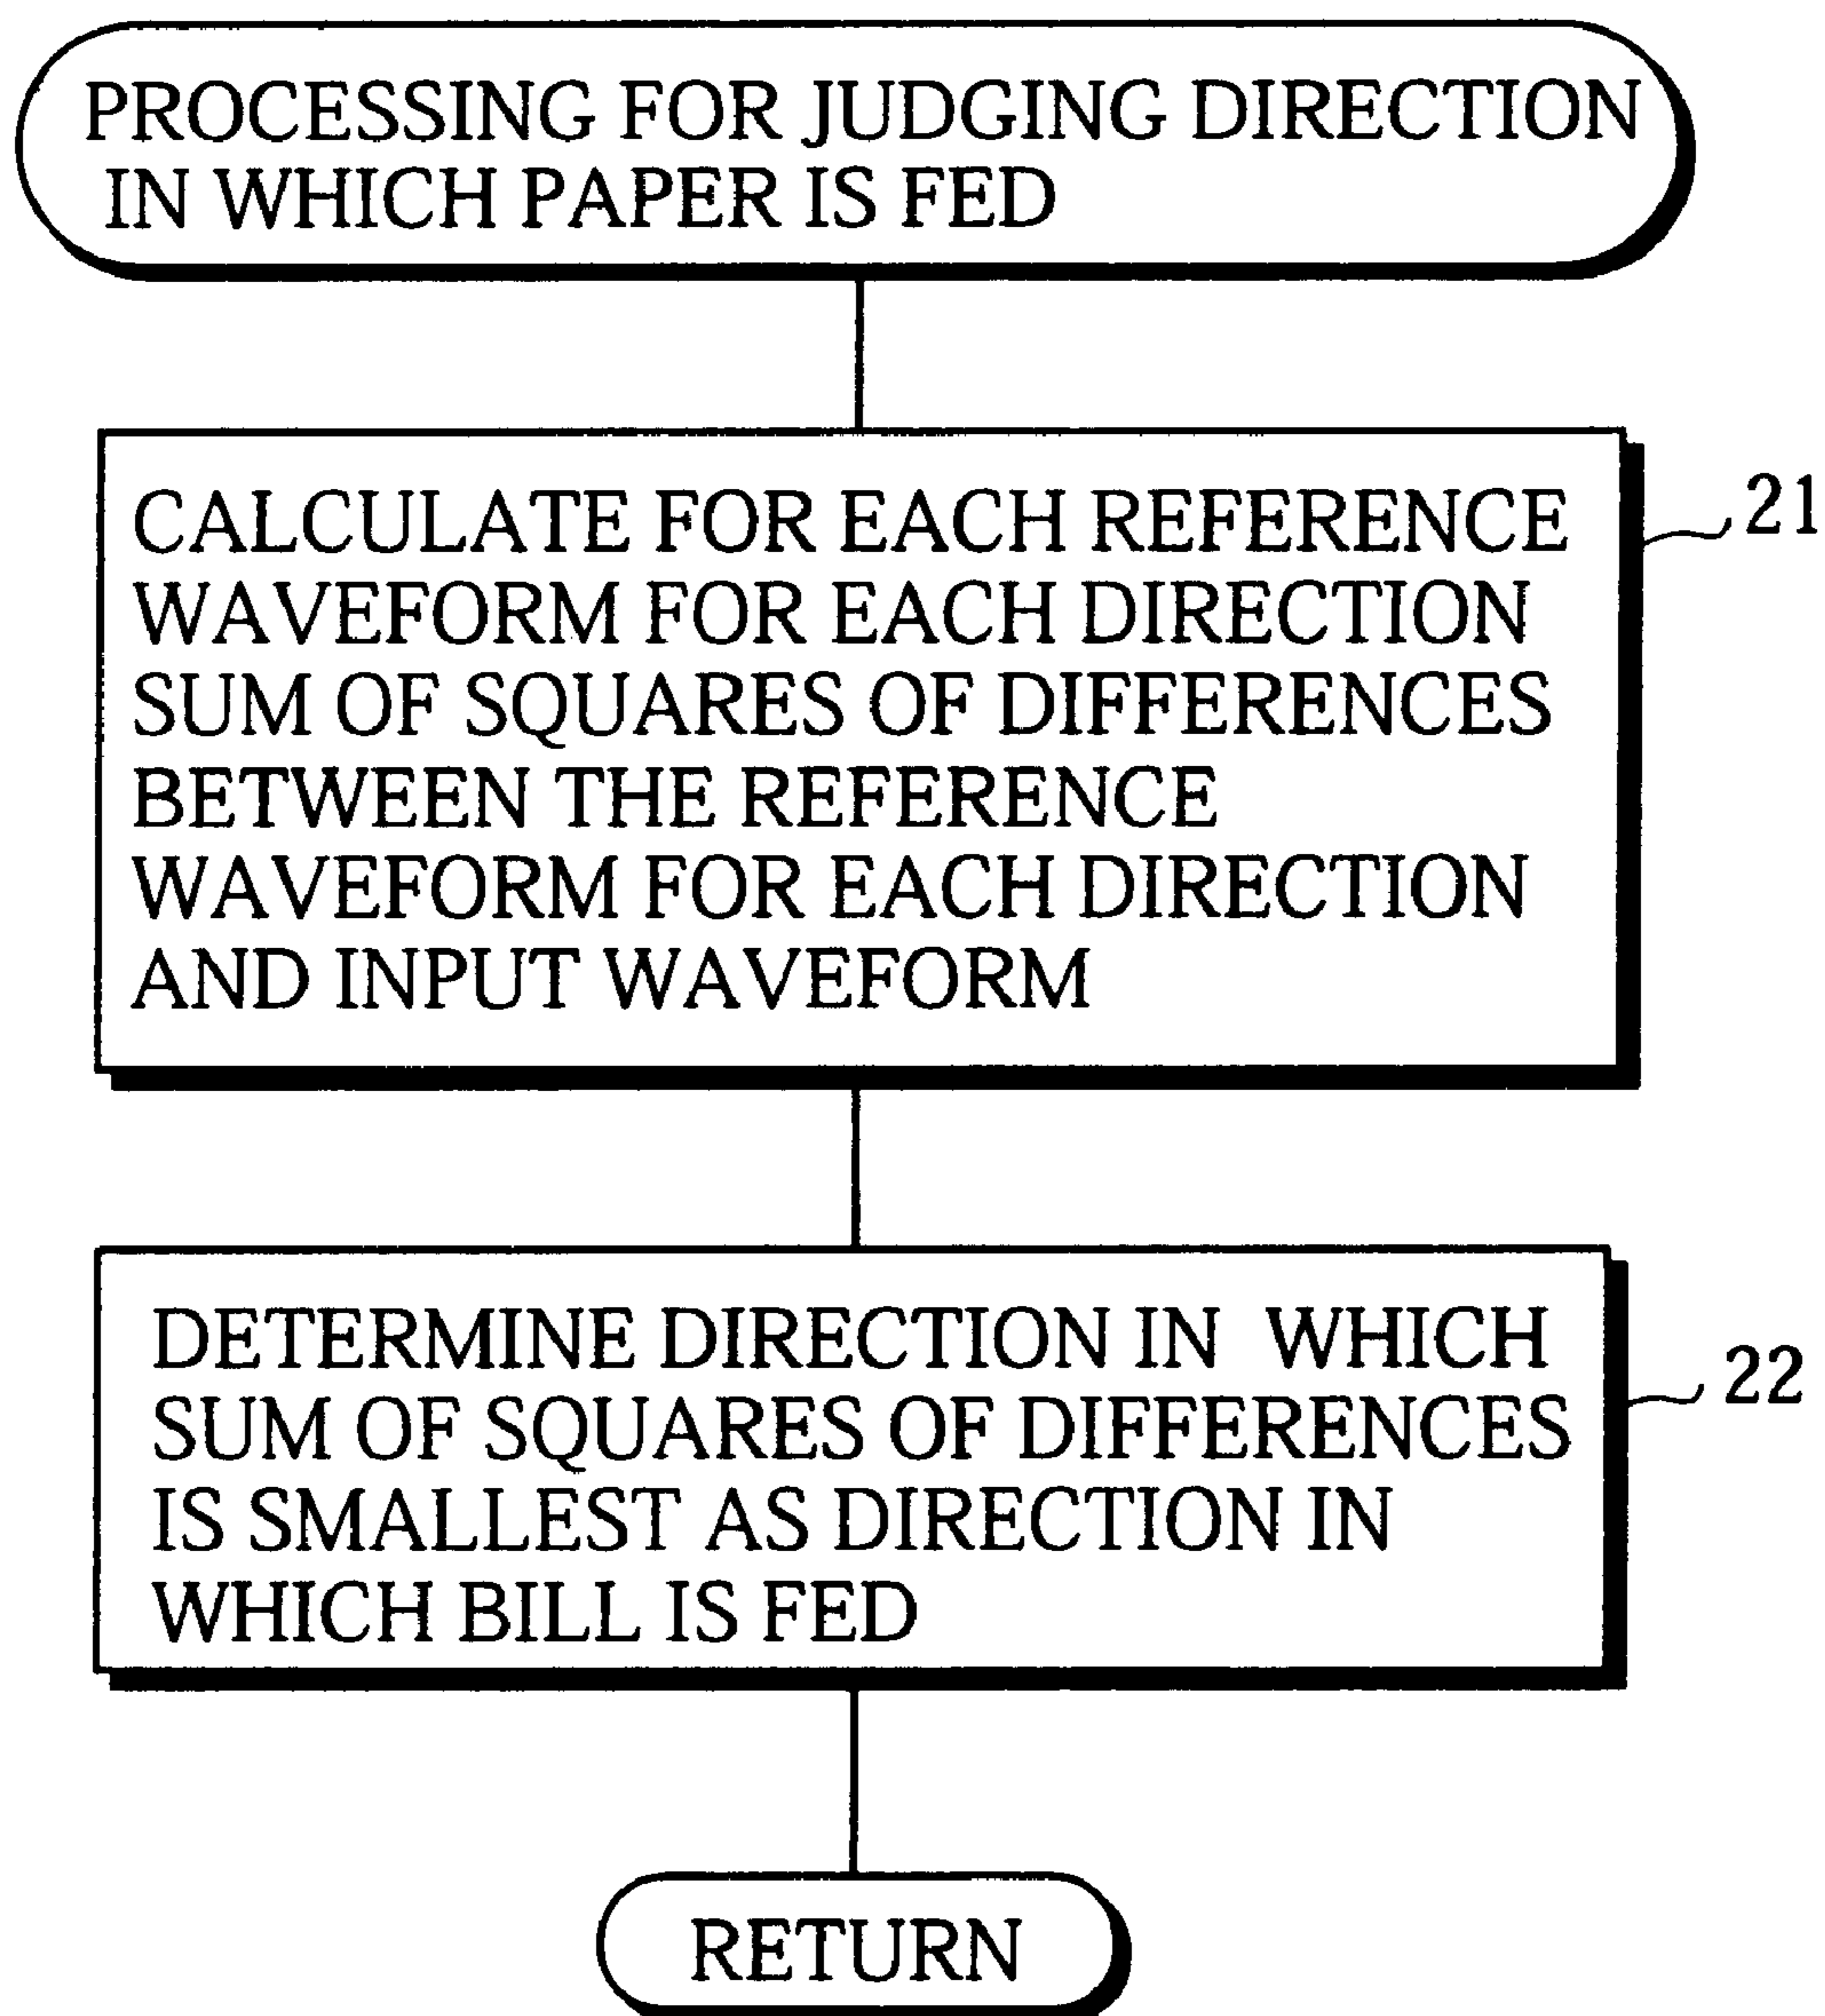 PROCESSING FOR JUDGING DIRECTION
IN WHICH PAPER IS FED
CALCULATE FOR EACH REFERENCE
WAVEFORM FOR EACH DIRECTION
SUM OF SQUARES OF DIFFERENCES
BETWEEN THE REFERENCE
WAVEFORM FOR EACH DIRECTION
AND INPUT WAVEFORM
21
DETERMINE DIRECTION IN WHICH
SUM OF SQUARES OF DIFFERENCES
IS SMALLEST AS DIRECTION IN
WHICH BILL IS FED
22
RETURN